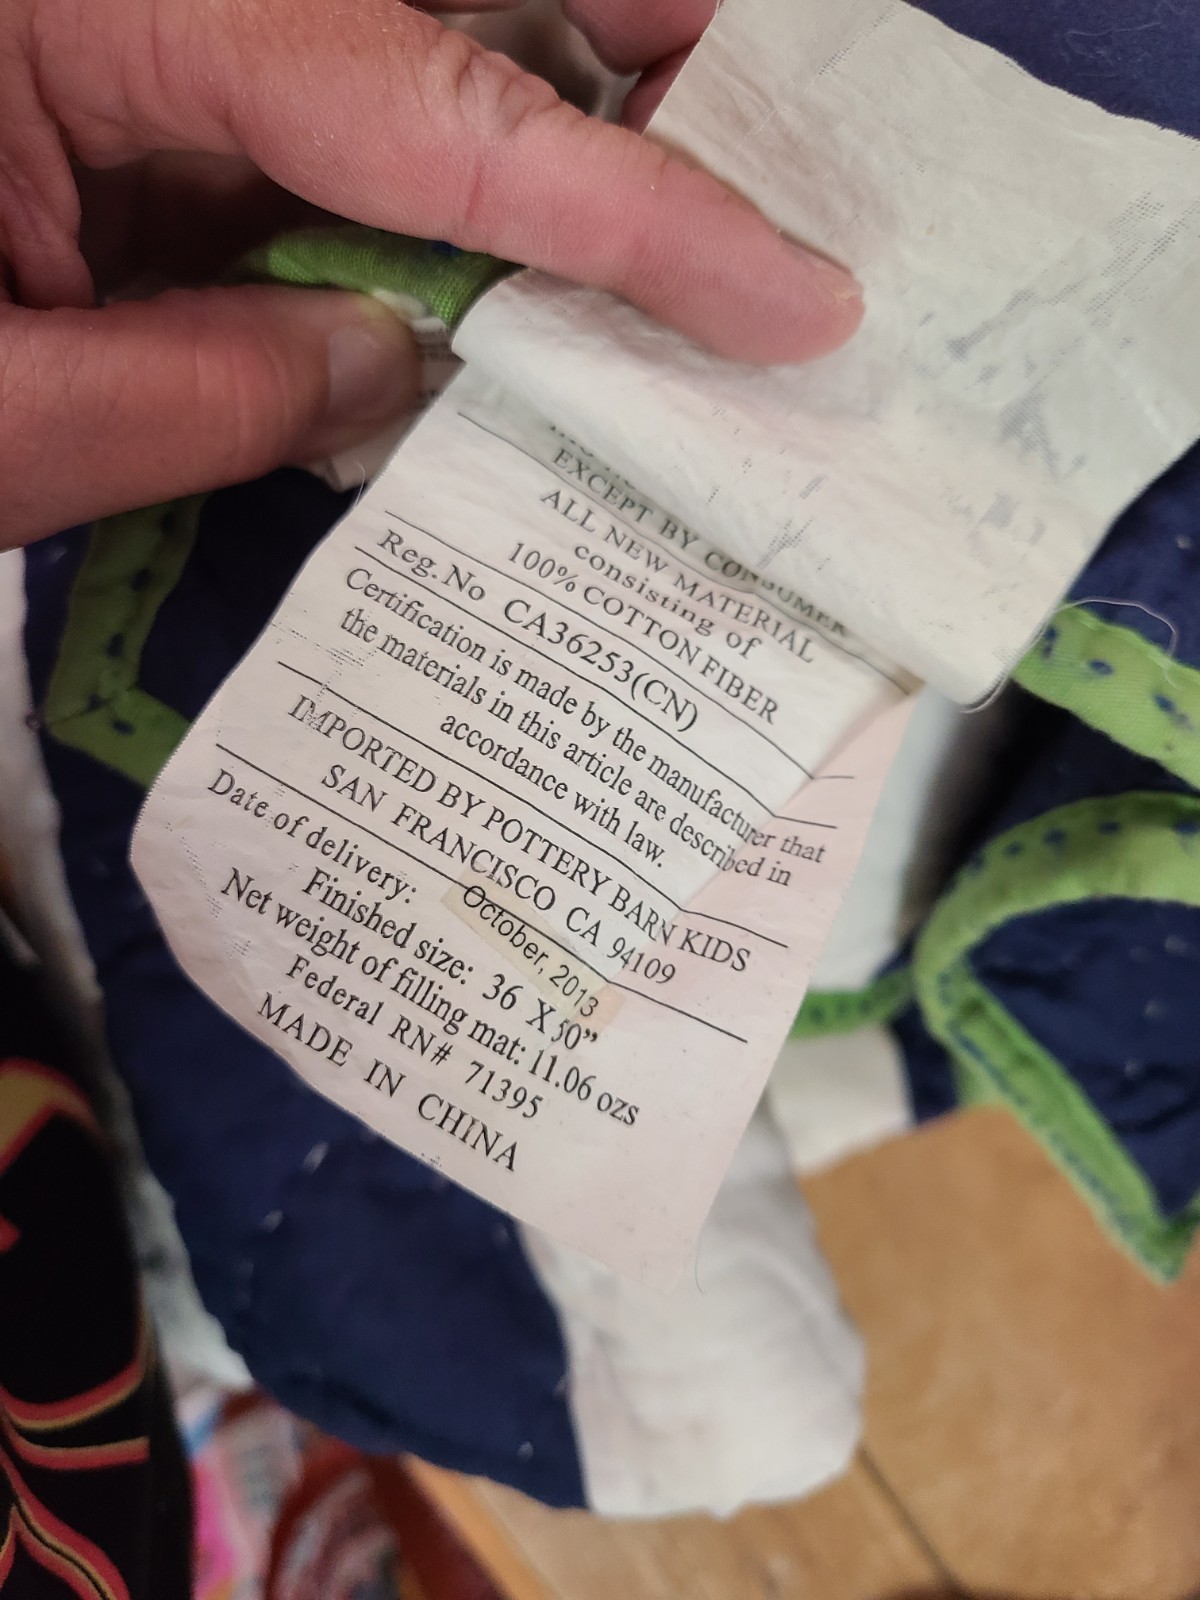 EXCEPT BY CONSUMER
ALL NEW MATERIAL
consisting of
100% COTTON FIBER
Reg. No CA36253(CN)
Certification is made by the manufacturer that
the materials in this article are described in
accordance with law.
IMPORTED BY POTTERY BARN KIDS
SAN FRANCISCO CA 94109
Date of delivery: October, 2013
Finished size: 36 X 50"
Net weight of filling mat: 11.06 ozs
Federal RN# 71395
MADE IN CHINA